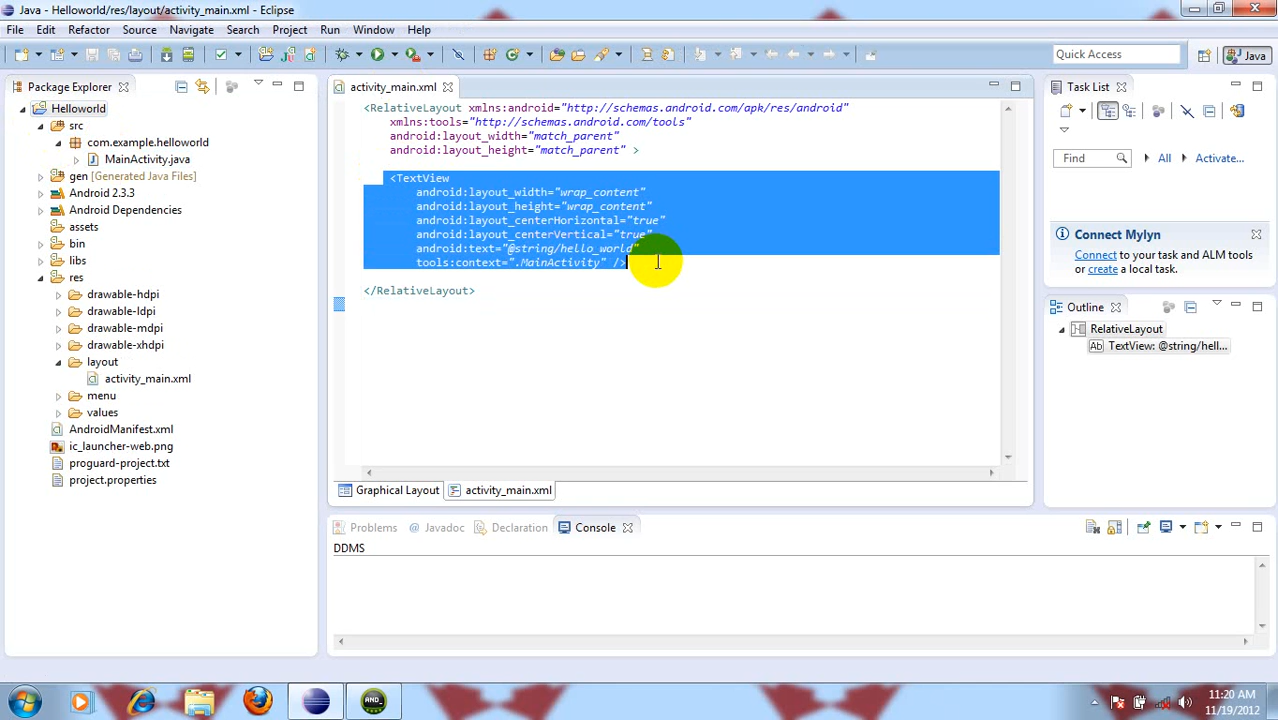 Java - Helloworld/res/layout/activity_main.xml - Eclipse
File Edit Refactor Source Navigate Search Project Run Window Help
Quick Access
Java
Package Explorer
Helloworld
src
com.example.helloworld
MainActivity.java
gen [Generated Java Files]
Android 2.3.3
Android Dependencies
assets
bin
libs
res
drawable-hdpi
drawable-ldpi
drawable-mdpi
drawable-xhdpi
layout
activity_main.xml
menu
values
AndroidManifest.xml
ic_launcher-web.png
proguard-project.txt
project.properties
activity_main.xml
<RelativeLayout xmlns:android="http://schemas.android.com/apk/res/android"
xmlns:tools="http://schemas.android.com/tools"
android:layout_width="match_parent"
android:layout_height="match_parent" >
<TextView
android:layout_width="wrap_content"
android:layout_height="wrap_content"
android:layout_centerHorizontal="true"
android:layout_centerVertical="true"
android:text="@string/hello_world"
tools:context=".MainActivity" />
</RelativeLayout>
Graphical Layout activity_main.xml
Task List
Find All Activate...
Connect Mylyn
Connect to your task and ALM tools
or create a local task.
Outline
RelativeLayout
Ab TextView: @string/hell...
Problems @ Javadoc Declaration Console
DDMS
AND
11:20 AM
11/19/2012